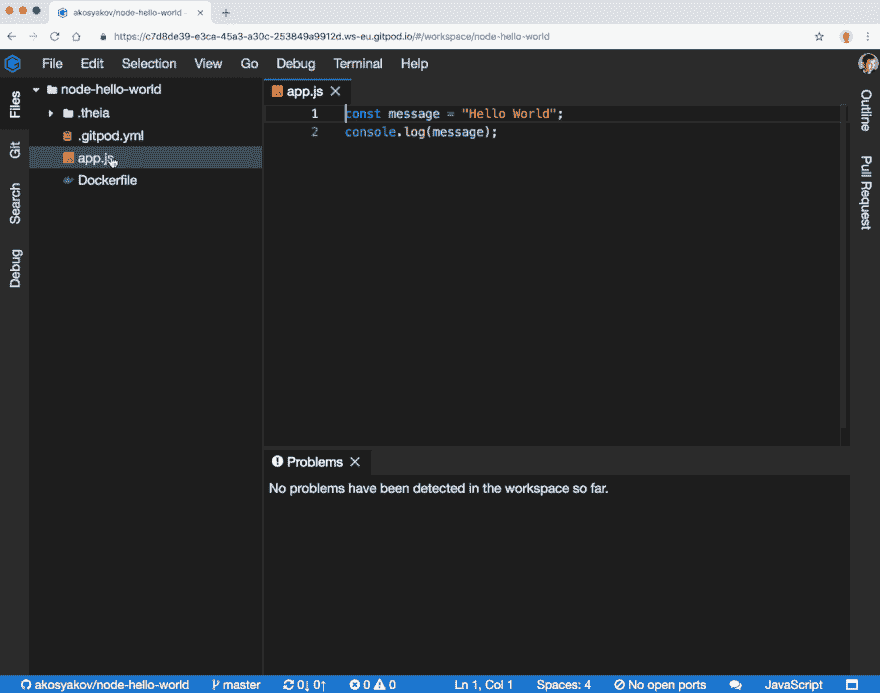 akosyakov/node-hello-world
https://c7d8de39-e3ca-45a3-a30c-253849a9912d.ws-eu.gitpod.io/#/workspace/node-hello-world
File Edit Selection View Go Debug Terminal Help
Files
Git
Search
Debug
node-hello-world
.theia
.gitpod.yml
app.js
Dockerfile
app.js
1 const message = "Hello World";
2 console.log(message);
Outline
Pull Request
Problems
No problems have been detected in the workspace so far.
akosyakov/node-hello-world master 0↓ 0↑ 0 0 Ln 1, Col 1 Spaces: 4 No open ports JavaScript